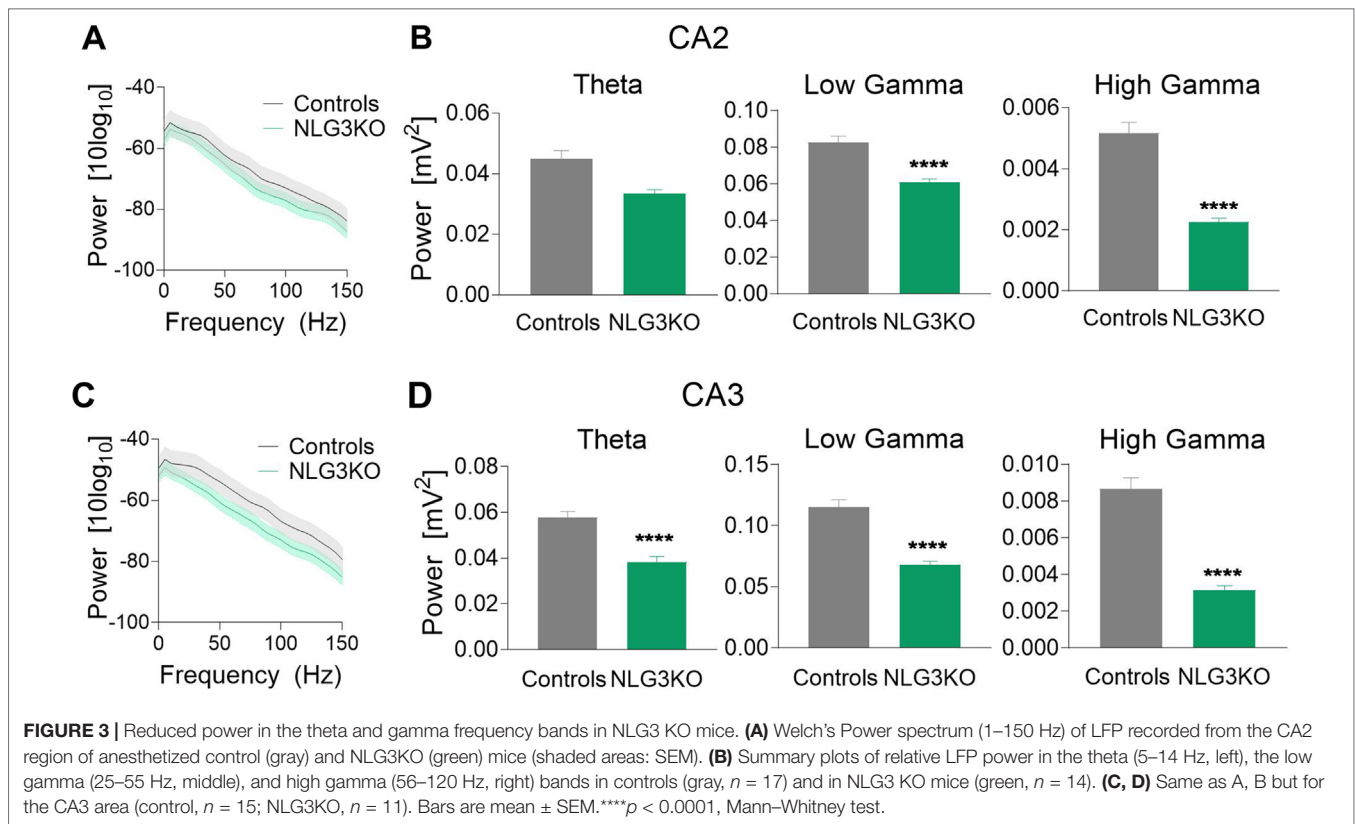 A
Power [10log10]
-40
-60
-80
-100
0 50 100 150
Frequency (Hz)
Controls
NLG3KO
B
CA2
Theta
Power [mV2]
0.06
0.04
0.02
0.00
Controls NLG3KO
Low Gamma
0.10
0.08
0.06
0.04
0.02
0.00
****
Controls NLG3KO
High Gamma
0.006
0.004
0.002
0.000
****
Controls NLG3KO
C
Power [10log10]
-40
-60
-80
-100
0 50 100 150
Frequency (Hz)
Controls
NLG3KO
D
CA3
Theta
Power [mV2]
0.08
0.06
0.04
0.02
0.00
****
Controls NLG3KO
Low Gamma
0.15
0.10
0.05
0.00
****
Controls NLG3KO
High Gamma
0.010
0.008
0.006
0.004
0.002
0.000
****
Controls NLG3KO
FIGURE 3 | Reduced power in the theta and gamma frequency bands in NLG3 KO mice. (A) Welch's Power spectrum (1–150 Hz) of LFP recorded from the CA2
region of anesthetized control (gray) and NLG3KO (green) mice (shaded areas: SEM). (B) Summary plots of relative LFP power in the theta (5–14 Hz, left), the low
gamma (25–55 Hz, middle), and high gamma (56–120 Hz, right) bands in controls (gray, n = 17) and in NLG3 KO mice (green, n = 14). (C, D) Same as A, B but for
the CA3 area (control, n = 15; NLG3KO, n = 11). Bars are mean ± SEM.****p < 0.0001, Mann–Whitney test.